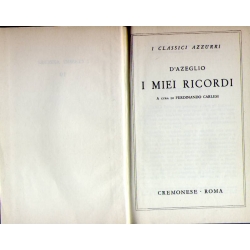 I CLASSICI AZZURRI
D'AZEGLIO
I MIEI RICORDI
A CURA DI FERDINANDO CARLESI
CREMONESE - ROMA